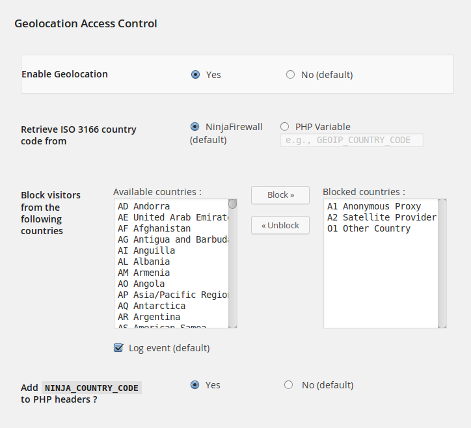 Geolocation Access Control
Enable Geolocation
Yes
No (default)
Retrieve ISO 3166 country
code from
NinjaFirewall
(default)
PHP Variable
e.g., GEOIP_COUNTRY_CODE
Block visitors
from the
following
countries
Available countries :
AD Andorra
AE United Arab Emirat
AF Afghanistan
AG Antigua and Barbud
AI Anguilla
AL Albania
AM Armenia
AO Angola
AP Asia/Pacific Region
AQ Antarctica
AR Argentina
AS American Samoa
Block »
« Unblock
Blocked countries :
A1 Anonymous Proxy
A2 Satellite Provider
O1 Other Country
Log event (default)
Add NINJA_COUNTRY_CODE
to PHP headers ?
Yes
No (default)